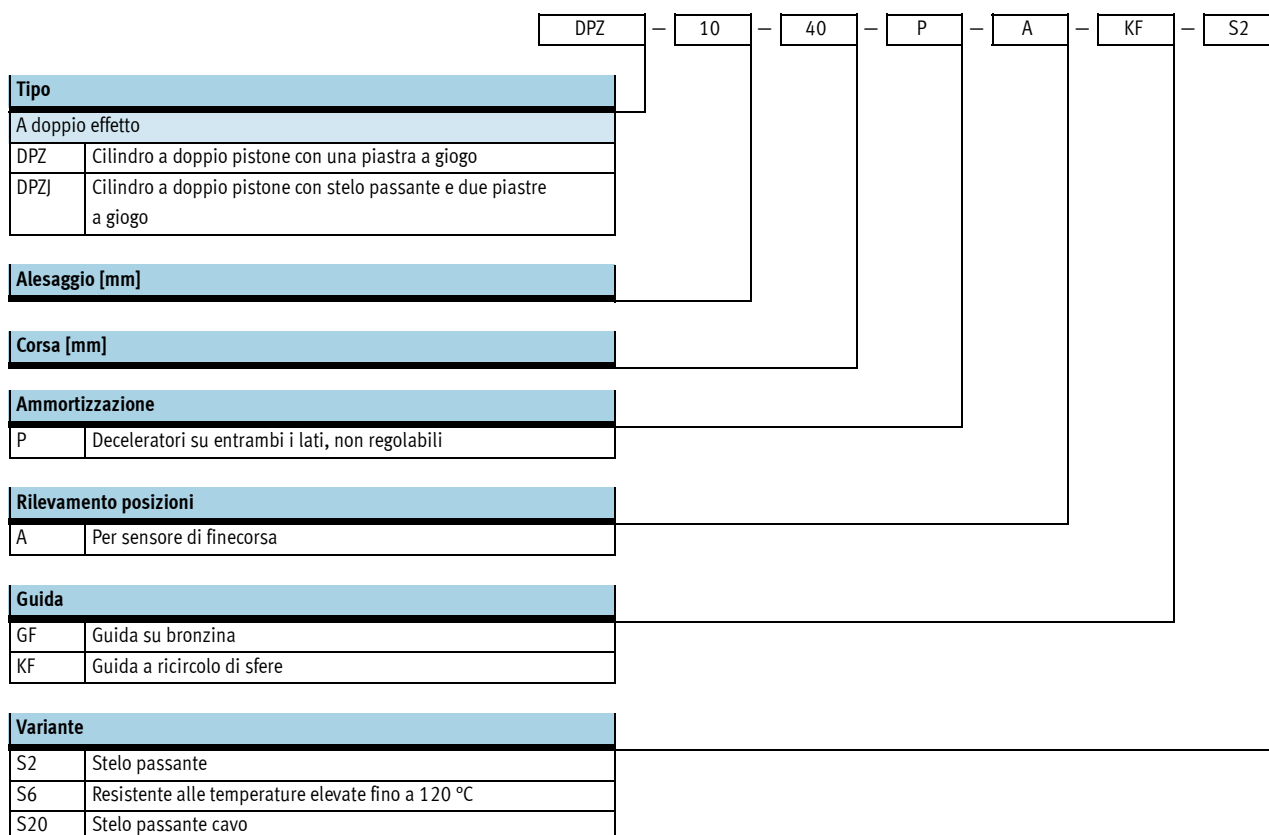 DPZ – 10 – 40 – P – A – KF – S2
Tipo
A doppio effetto
DPZ Cilindro a doppio pistone con una piastra a giogo
DPZJ Cilindro a doppio pistone con stelo passante e due piastre
a giogo
Alesaggio [mm]
Corsa [mm]
Ammortizzazione
P Deceleratori su entrambi i lati, non regolabili
Rilevamento posizioni
A Per sensore di finecorsa
Guida
GF Guida su bronzina
KF Guida a ricircolo di sfere
Variante
S2 Stelo passante
S6 Resistente alle temperature elevate fino a 120 °C
S20 Stelo passante cavo